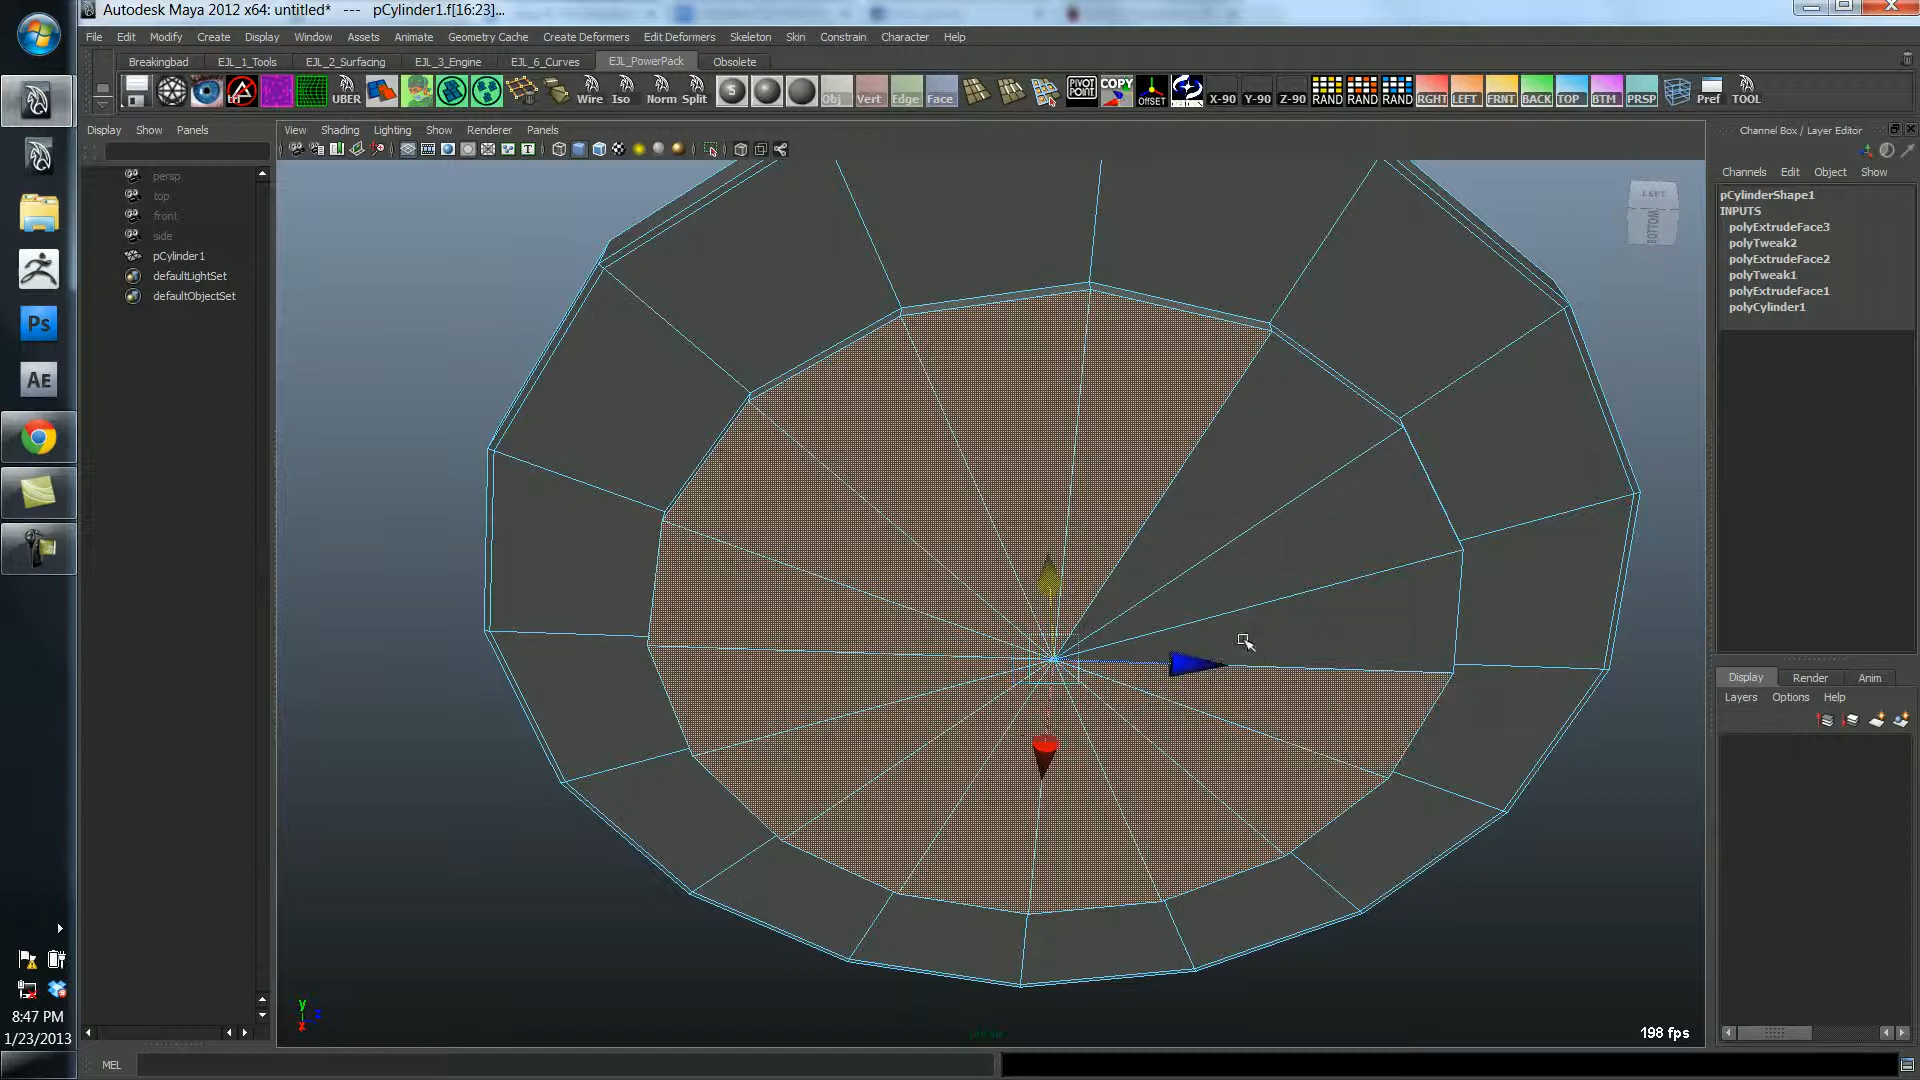 Autodesk Maya 2012 x64: untitled*   ---   pCylinder1.f[16:23]...
File Edit Modify Create Display Window Assets Animate Geometry Cache Create Deformers Edit Deformers Skeleton Skin Constrain Character Help
Breakingbad EJL_1_Tools EJL_2_Surfacing EJL_3_Engine EJL_6_Curves EJL_PowerPack Obsolete
tri UBER Wire Iso Norm Split S Obj Vert Edge Face PIVOT POINT COPY OFFSET X-90 Y-90 Z-90 RAND RAND RAND RGHT LEFT FRNT BACK TOP BTM PRSP Pref TOOL
Display Show Panels
View Shading Lighting Show Renderer Panels
Channel Box / Layer Editor
Channels Edit Object Show
persp
top
front
side
pCylinder1
defaultLightSet
defaultObjectSet
LEFT
BOTTOM
pCylinderShape1
INPUTS
polyExtrudeFace3
polyTweak2
polyExtrudeFace2
polyTweak1
polyExtrudeFace1
polyCylinder1
Ps
AE
Display Render Anim
Layers Options Help
y
z
x
198 fps
8:47 PM
1/23/2013
MEL